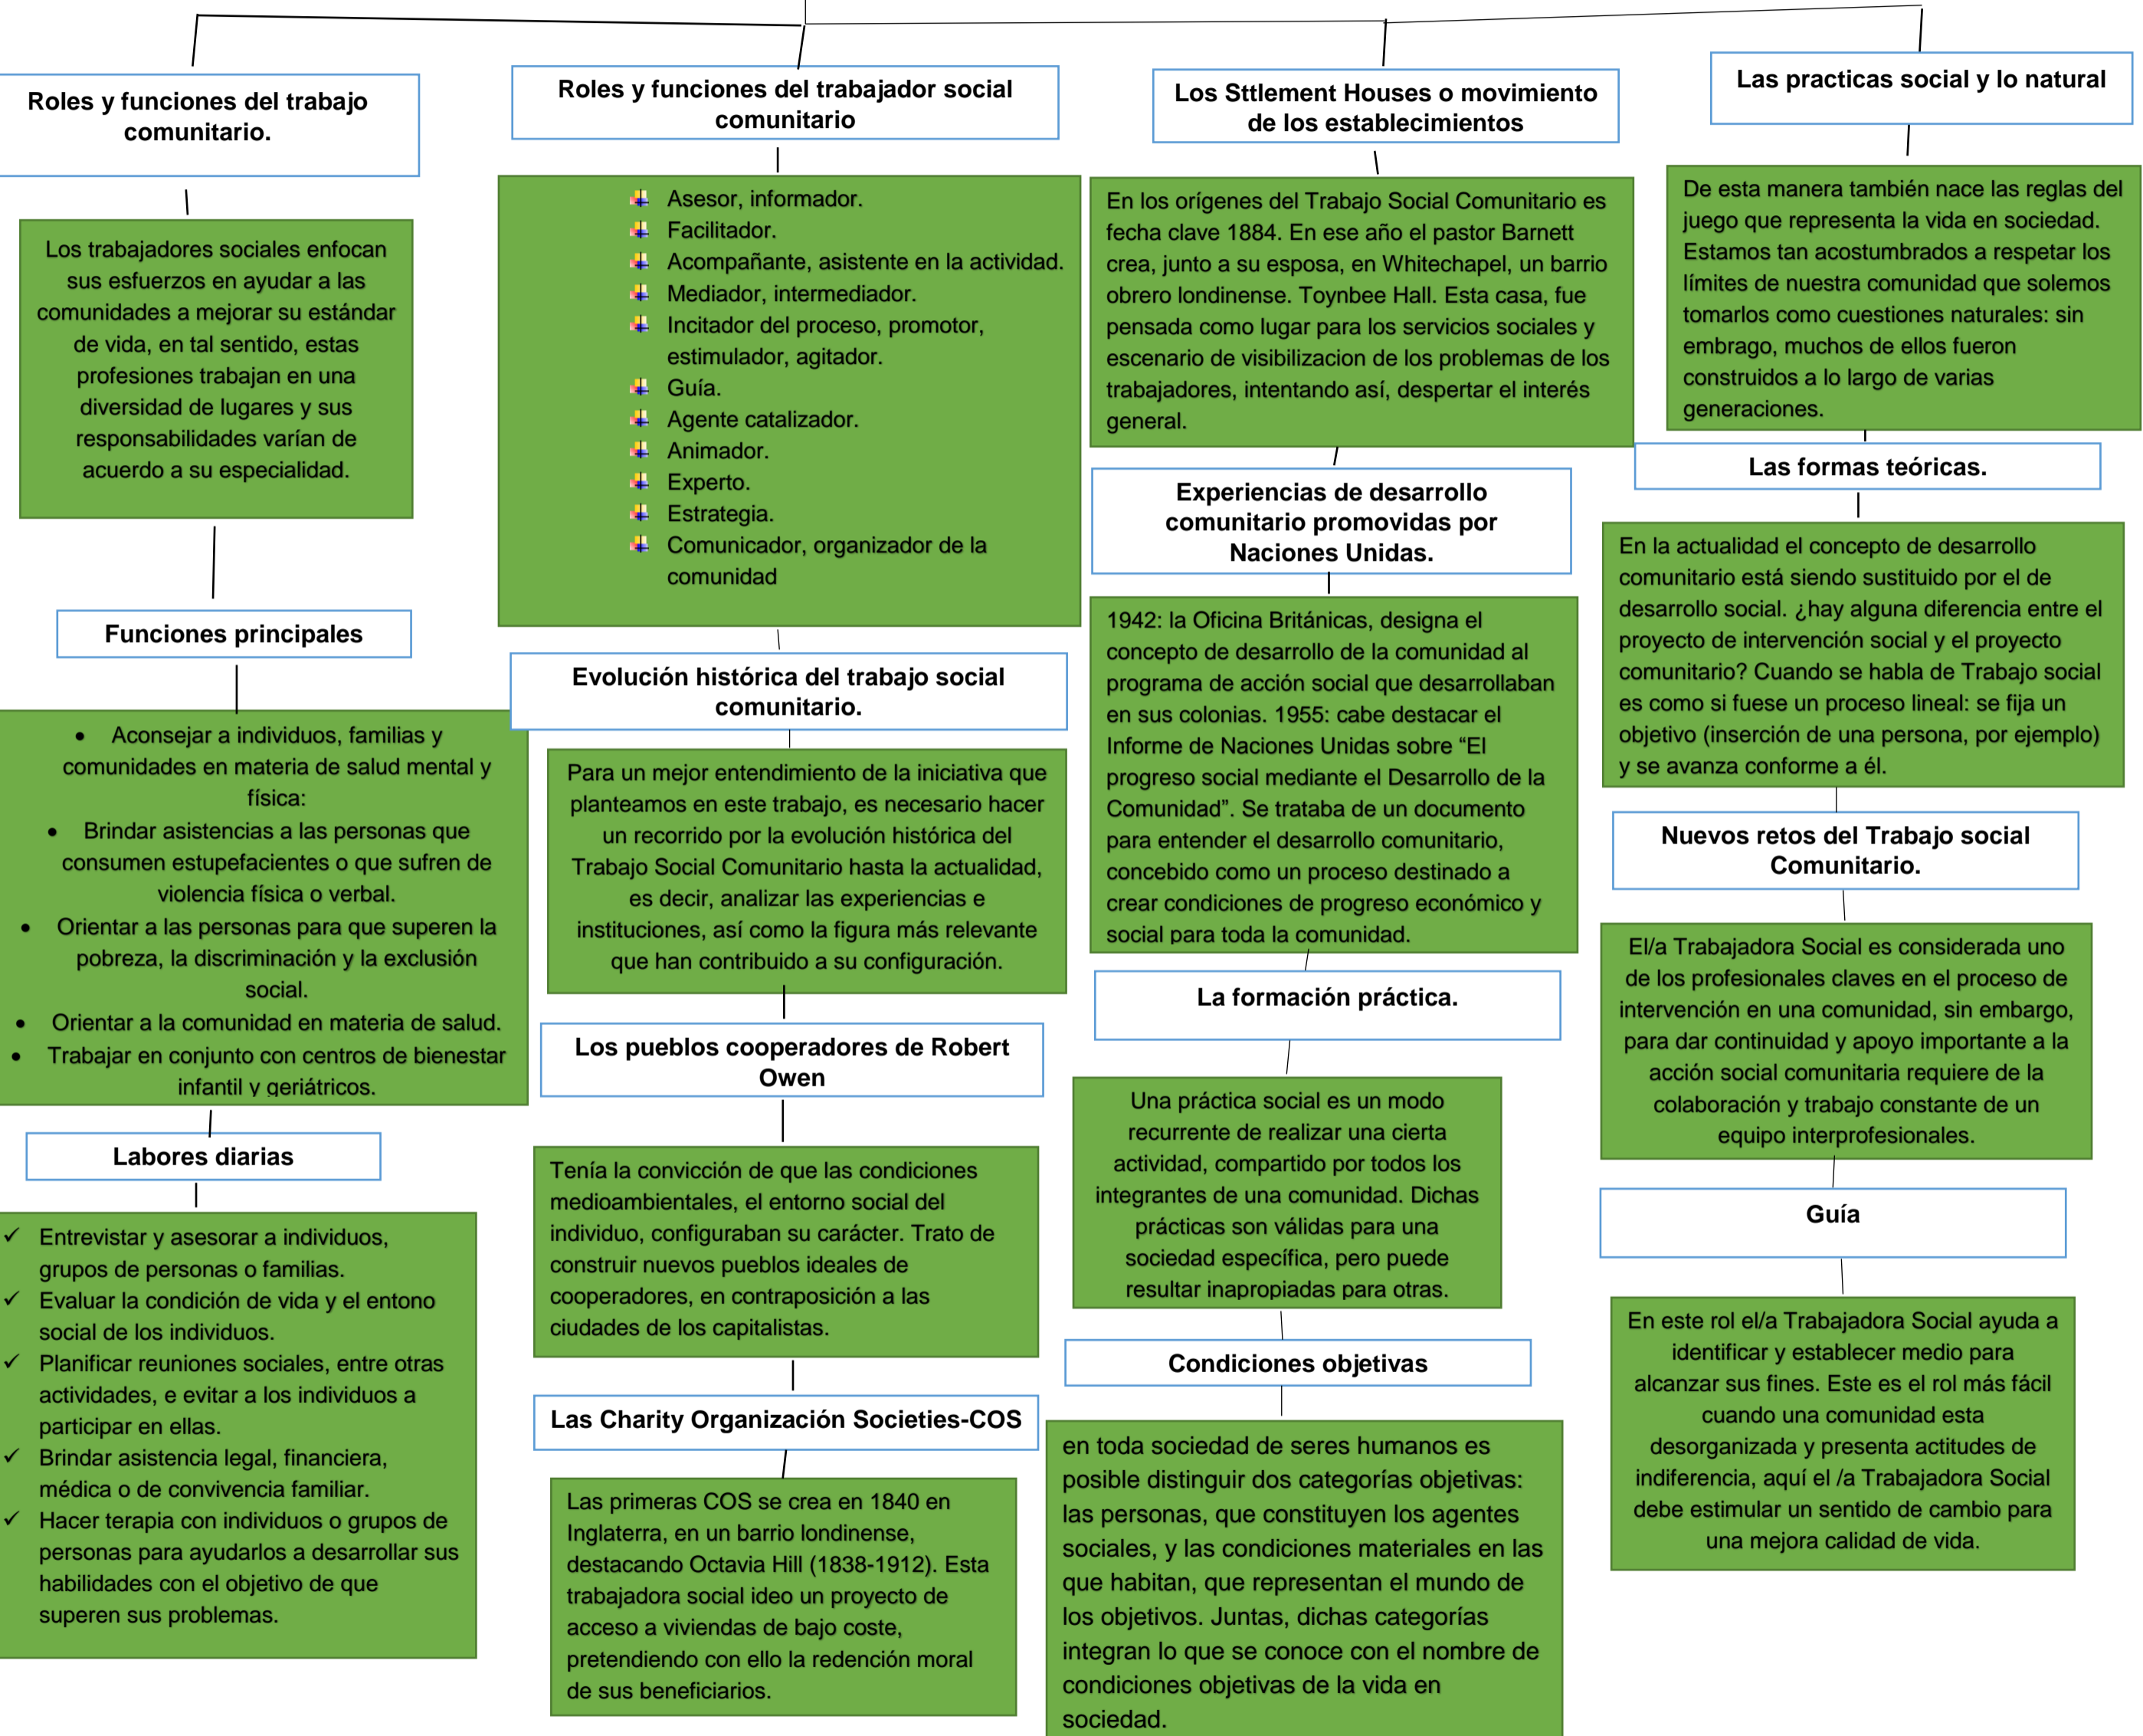 Roles y funciones del trabajo
comunitario.
Los trabajadores sociales enfocan
sus esfuerzos en ayudar a las
comunidades a mejorar su estándar
de vida, en tal sentido, estas
profesiones trabajan en una
diversidad de lugares y sus
responsabilidades varían de
acuerdo a su especialidad.
Funciones principales
• Aconsejar a individuos, familias y
comunidades en materia de salud mental y
física:
• Brindar asistencias a las personas que
consumen estupefacientes o que sufren de
violencia física o verbal.
• Orientar a las personas para que superen la
pobreza, la discriminación y la exclusión
social.
• Orientar a la comunidad en materia de salud.
• Trabajar en conjunto con centros de bienestar
infantil y geriátricos.
Labores diarias
✓ Entrevistar y asesorar a individuos,
grupos de personas o familias.
✓ Evaluar la condición de vida y el entono
social de los individuos.
✓ Planificar reuniones sociales, entre otras
actividades, e evitar a los individuos a
participar en ellas.
✓ Brindar asistencia legal, financiera,
médica o de convivencia familiar.
✓ Hacer terapia con individuos o grupos de
personas para ayudarlos a desarrollar sus
habilidades con el objetivo de que
superen sus problemas.
Roles y funciones del trabajador social
comunitario
Asesor, informador.
Facilitador.
Acompañante, asistente en la actividad.
Mediador, intermediador.
Incitador del proceso, promotor,
estimulador, agitador.
Guía.
Agente catalizador.
Animador.
Experto.
Estrategia.
Comunicador, organizador de la
comunidad
Evolución histórica del trabajo social
comunitario.
Para un mejor entendimiento de la iniciativa que
planteamos en este trabajo, es necesario hacer
un recorrido por la evolución histórica del
Trabajo Social Comunitario hasta la actualidad,
es decir, analizar las experiencias e
instituciones, así como la figura más relevante
que han contribuido a su configuración.
Los pueblos cooperadores de Robert
Owen
Tenía la convicción de que las condiciones
medioambientales, el entorno social del
individuo, configuraban su carácter. Trato de
construir nuevos pueblos ideales de
cooperadores, en contraposición a las
ciudades de los capitalistas.
Las Charity Organización Societies-COS
Las primeras COS se crea en 1840 en
Inglaterra, en un barrio londinense,
destacando Octavia Hill (1838-1912). Esta
trabajadora social ideo un proyecto de
acceso a viviendas de bajo coste,
pretendiendo con ello la redención moral
de sus beneficiarios.
Los Sttlement Houses o movimiento
de los establecimientos
En los orígenes del Trabajo Social Comunitario es
fecha clave 1884. En ese año el pastor Barnett
crea, junto a su esposa, en Whitechapel, un barrio
obrero londinense. Toynbee Hall. Esta casa, fue
pensada como lugar para los servicios sociales y
escenario de visibilizacion de los problemas de los
trabajadores, intentando así, despertar el interés
general.
Experiencias de desarrollo
comunitario promovidas por
Naciones Unidas.
1942: la Oficina Británicas, designa el
concepto de desarrollo de la comunidad al
programa de acción social que desarrollaban
en sus colonias. 1955: cabe destacar el
Informe de Naciones Unidas sobre “El
progreso social mediante el Desarrollo de la
Comunidad”. Se trataba de un documento
para entender el desarrollo comunitario,
concebido como un proceso destinado a
crear condiciones de progreso económico y
social para toda la comunidad.
La formación práctica.
Una práctica social es un modo
recurrente de realizar una cierta
actividad, compartido por todos los
integrantes de una comunidad. Dichas
prácticas son válidas para una
sociedad específica, pero puede
resultar inapropiadas para otras.
Condiciones objetivas
en toda sociedad de seres humanos es
posible distinguir dos categorías objetivas:
las personas, que constituyen los agentes
sociales, y las condiciones materiales en las
que habitan, que representan el mundo de
los objetivos. Juntas, dichas categorías
integran lo que se conoce con el nombre de
condiciones objetivas de la vida en
sociedad.
Las practicas social y lo natural
De esta manera también nace las reglas del
juego que representa la vida en sociedad.
Estamos tan acostumbrados a respetar los
límites de nuestra comunidad que solemos
tomarlos como cuestiones naturales: sin
embrago, muchos de ellos fueron
construidos a lo largo de varias
generaciones.
Las formas teóricas.
En la actualidad el concepto de desarrollo
comunitario está siendo sustituido por el de
desarrollo social. ¿hay alguna diferencia entre el
proyecto de intervención social y el proyecto
comunitario? Cuando se habla de Trabajo social
es como si fuese un proceso lineal: se fija un
objetivo (inserción de una persona, por ejemplo)
y se avanza conforme a él.
Nuevos retos del Trabajo social
Comunitario.
El/a Trabajadora Social es considerada uno
de los profesionales claves en el proceso de
intervención en una comunidad, sin embargo,
para dar continuidad y apoyo importante a la
acción social comunitaria requiere de la
colaboración y trabajo constante de un
equipo interprofesionales.
Guía
En este rol el/a Trabajadora Social ayuda a
identificar y establecer medio para
alcanzar sus fines. Este es el rol más fácil
cuando una comunidad esta
desorganizada y presenta actitudes de
indiferencia, aquí el /a Trabajadora Social
debe estimular un sentido de cambio para
una mejora calidad de vida.